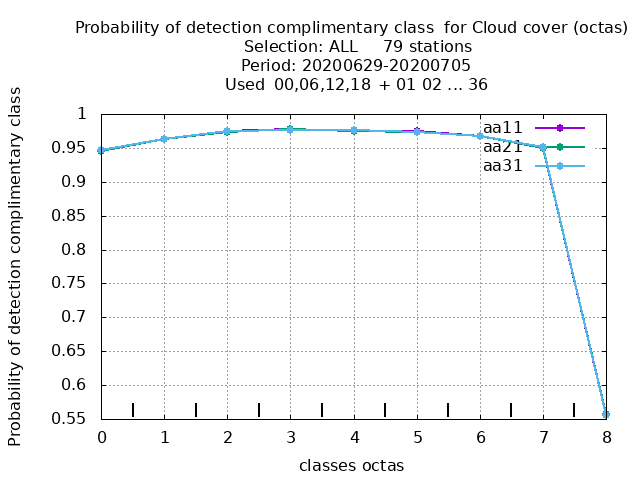 Probability of detection complimentary class  for Cloud cover (octas)
Selection: ALL     79 stations
Period: 20200629-20200705
Used  00,06,12,18 + 01 02 ... 36
Probability of detection complimentary class
1
0.95
0.9
0.85
0.8
0.75
0.7
0.65
0.6
0.55
aa11
aa21
aa31
0 1 2 3 4 5 6 7 8
classes octas